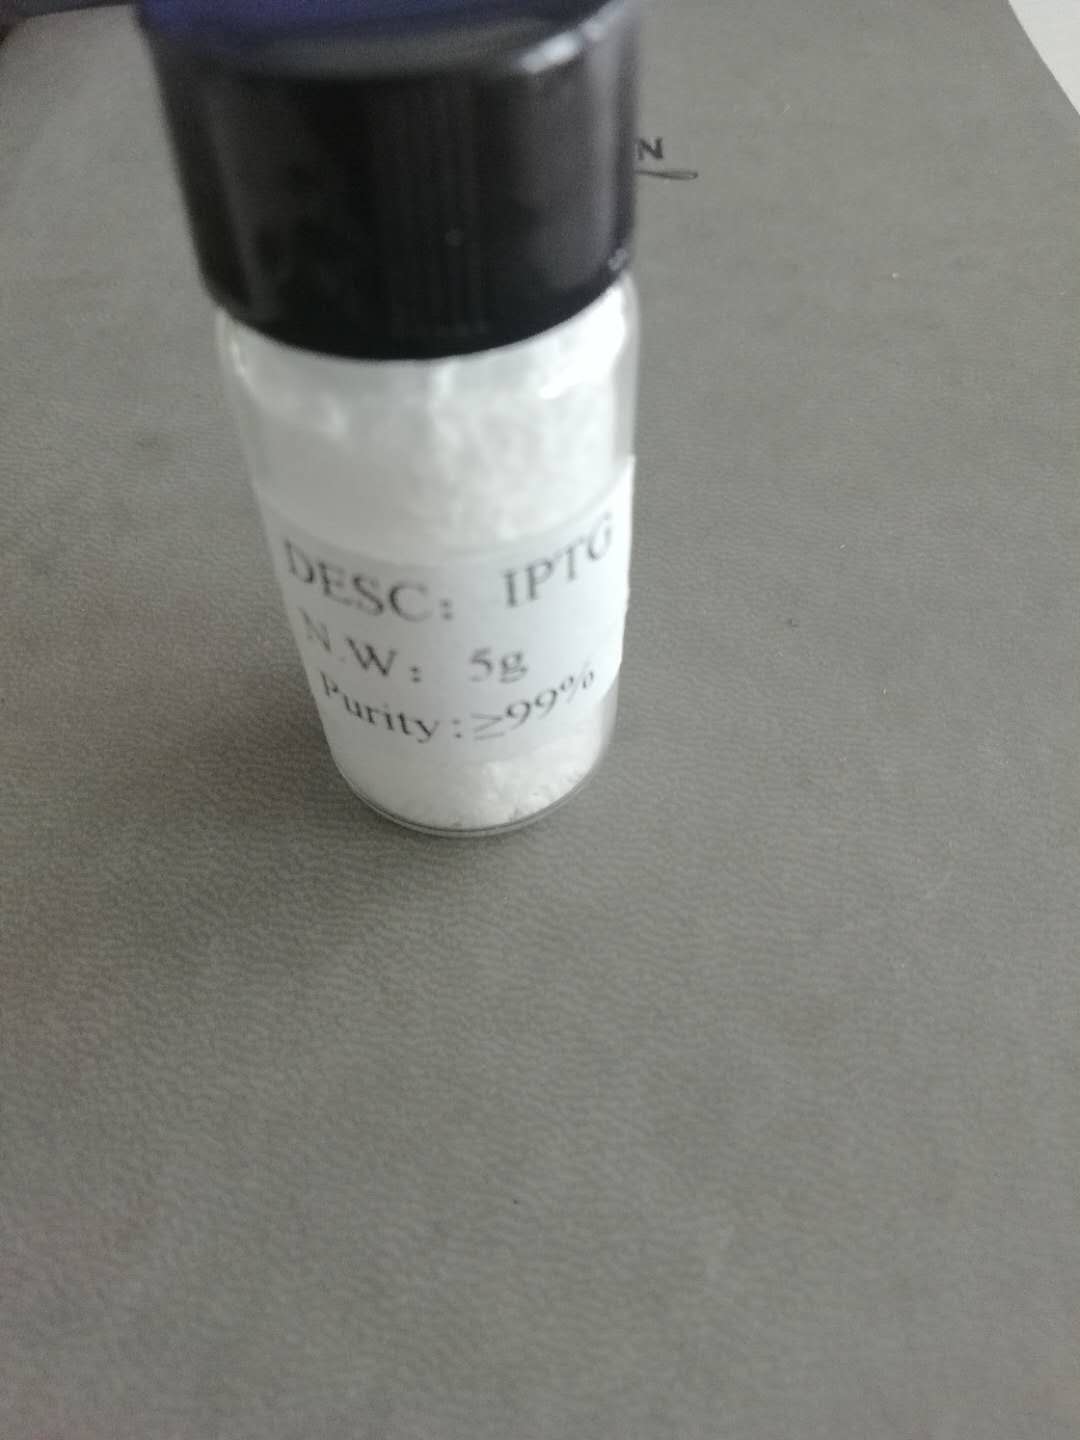 N
DESC: IPTG
N.W: 5g
Purity:≥99%